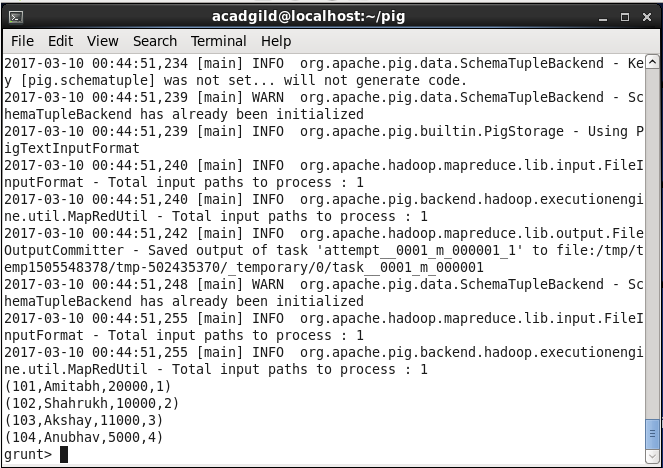 acadgild@localhost:~/pig
File Edit View Search Terminal Help
2017-03-10 00:44:51,234 [main] INFO  org.apache.pig.data.SchemaTupleBackend - Ke
y [pig.schematuple] was not set... will not generate code.
2017-03-10 00:44:51,239 [main] WARN  org.apache.pig.data.SchemaTupleBackend - Sc
hemaTupleBackend has already been initialized
2017-03-10 00:44:51,239 [main] INFO  org.apache.pig.builtin.PigStorage - Using P
igTextInputFormat
2017-03-10 00:44:51,240 [main] INFO  org.apache.hadoop.mapreduce.lib.input.FileI
nputFormat - Total input paths to process : 1
2017-03-10 00:44:51,240 [main] INFO  org.apache.pig.backend.hadoop.executionengi
ne.util.MapRedUtil - Total input paths to process : 1
2017-03-10 00:44:51,242 [main] INFO  org.apache.hadoop.mapreduce.lib.output.File
OutputCommitter - Saved output of task 'attempt__0001_m_000001_1' to file:/tmp/t
emp1505548378/tmp-502435370/_temporary/0/task__0001_m_000001
2017-03-10 00:44:51,248 [main] WARN  org.apache.pig.data.SchemaTupleBackend - Sc
hemaTupleBackend has already been initialized
2017-03-10 00:44:51,255 [main] INFO  org.apache.hadoop.mapreduce.lib.input.FileI
nputFormat - Total input paths to process : 1
2017-03-10 00:44:51,255 [main] INFO  org.apache.pig.backend.hadoop.executionengi
ne.util.MapRedUtil - Total input paths to process : 1
(101,Amitabh,20000,1)
(102,Shahrukh,10000,2)
(103,Akshay,11000,3)
(104,Anubhav,5000,4)
grunt>